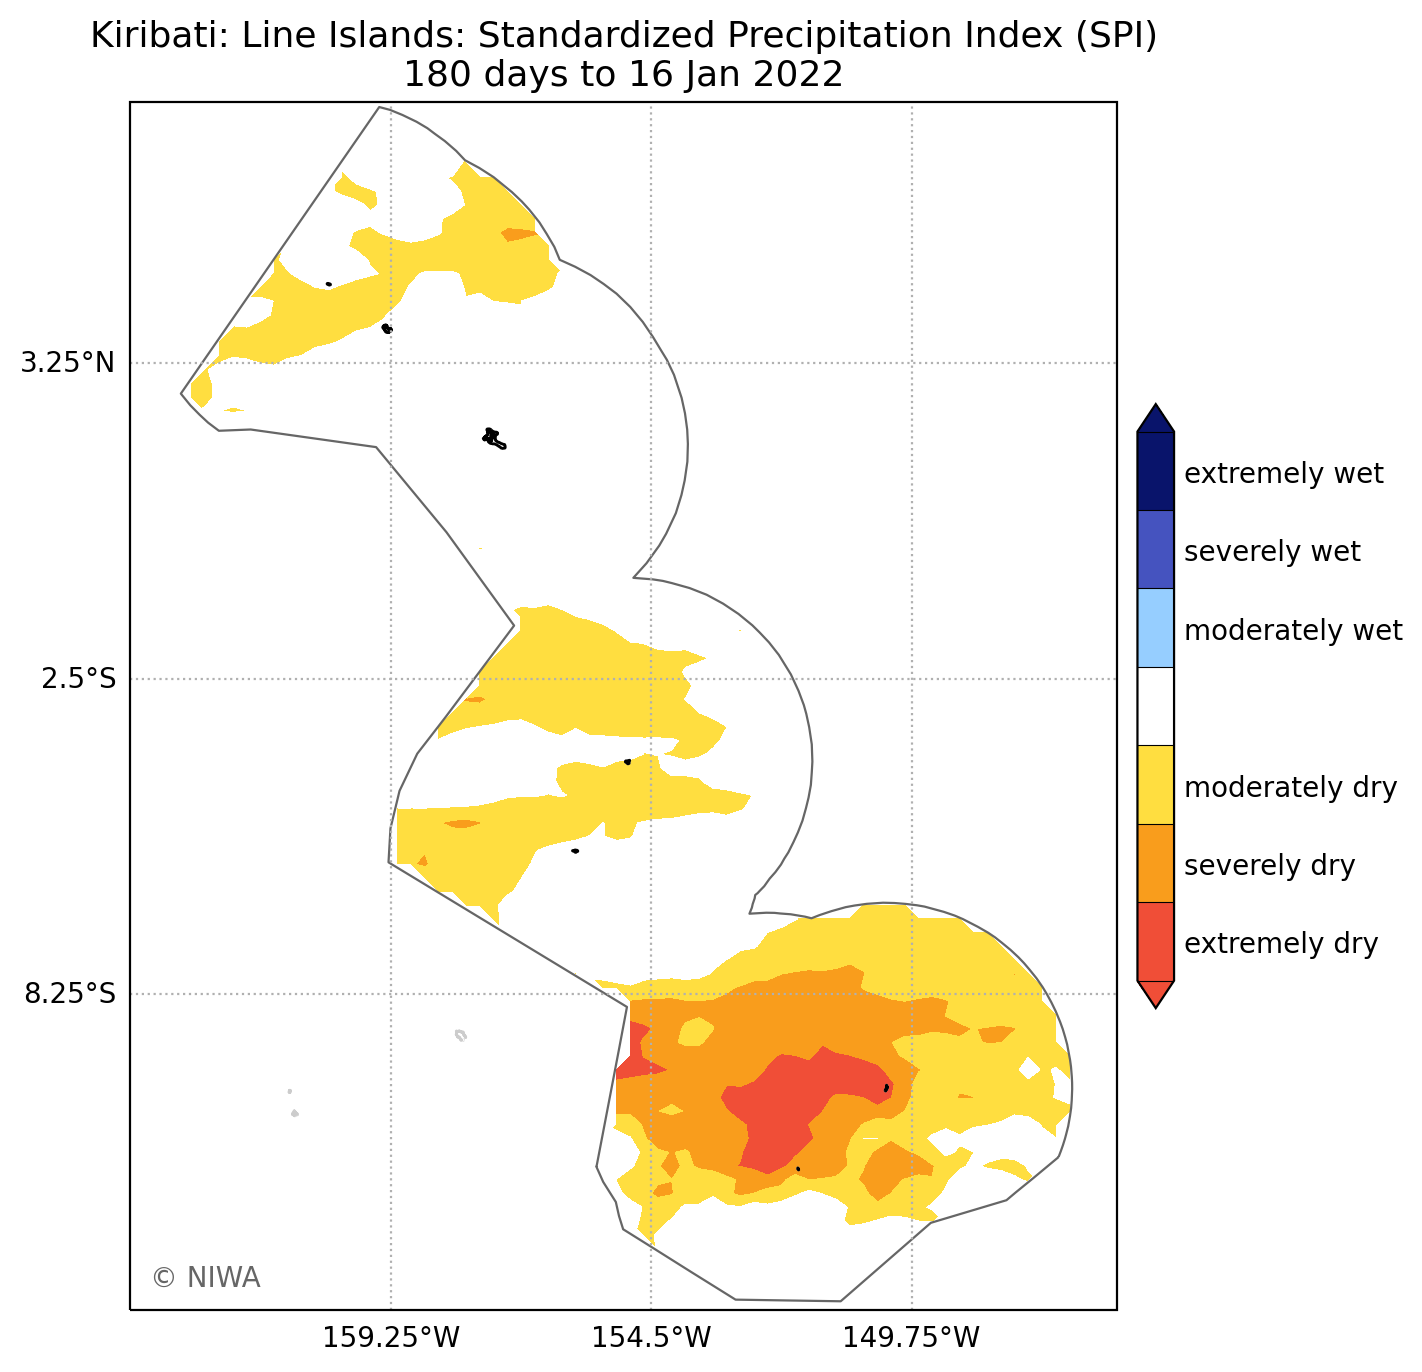 Kiribati: Line Islands: Standardized Precipitation Index (SPI)
180 days to 16 Jan 2022
3.25°N
2.5°S
8.25°S
159.25°W
154.5°W
149.75°W
© NIWA
extremely wet
severely wet
moderately wet
moderately dry
severely dry
extremely dry